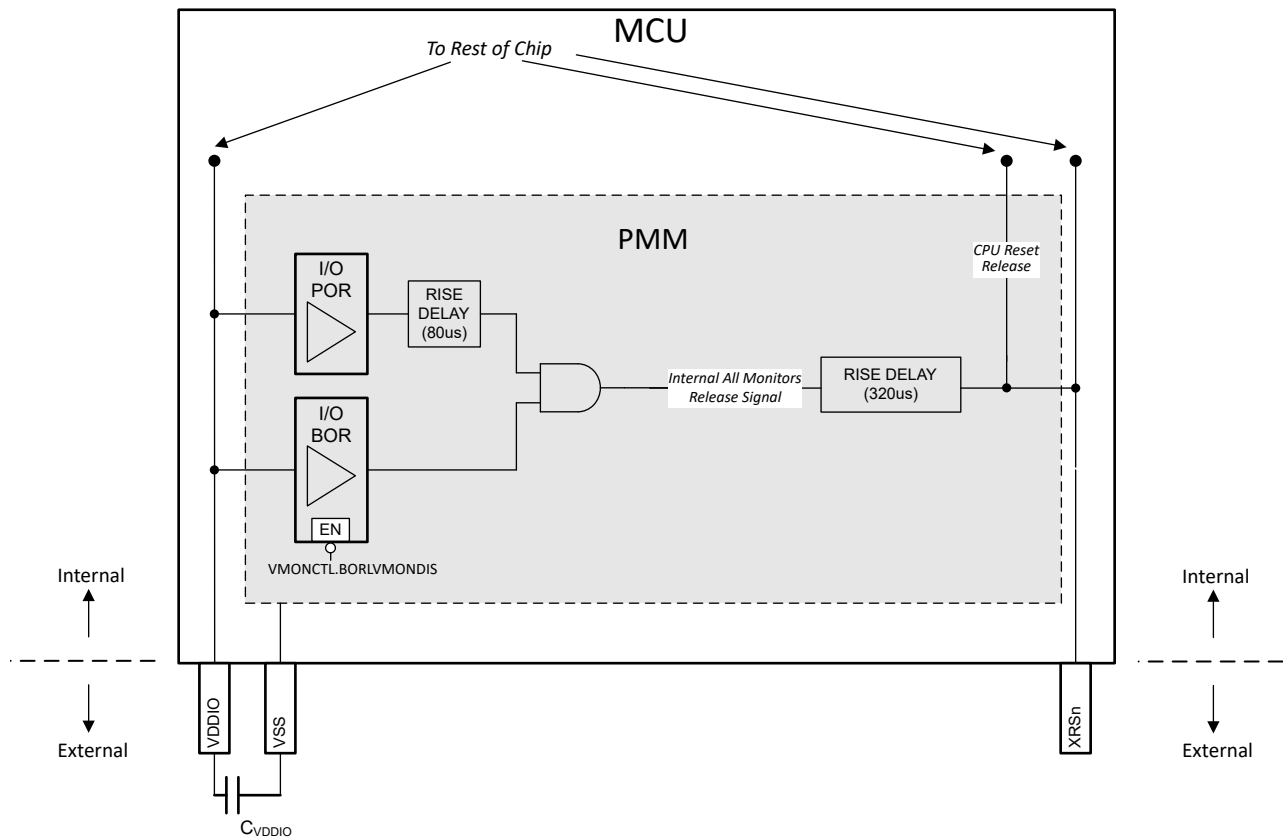 MCU
To Rest of Chip
PMM
CPU Reset
Release
I/O
POR
RISE
DELAY
(80us)
Internal All Monitors
Release Signal
RISE DELAY
(320us)
I/O
BOR
EN
VMONCTL.BORLVMONDIS
Internal
External
Internal
External
VDDIO
VSS
XRSn
CVDDIO